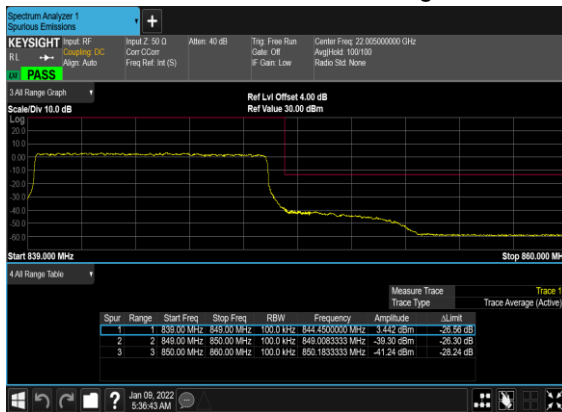 Spectrum Analyzer 1
Spurious Emissions
KEYSIGHT Input: RF Input Z: 50 Ω Atten: 40 dB Trig: Free Run Center Freq: 22.005000000 GHz
RL Coupling: DC Corr CCorr Gate: Off Avg|Hold: 100/100
Align: Auto Freq Ref: Int (S) IF Gain: Low Radio Std: None
PASS
3 All Range Graph
Ref Lvl Offset 4.00 dB
Scale/Div 10.0 dB Ref Value 30.00 dBm
Log
20.0
10.0
0.00
-10.0
-20.0
-30.0
-40.0
-50.0
-60.0
Start 839.000 MHz Stop 860.000 MH
4 All Range Table
Measure Trace Trace 1
Trace Type Trace Average (Active)
Spur Range Start Freq Stop Freq RBW Frequency Amplitude ΔLimit
1 1 839.00 MHz 849.00 MHz 100.0 kHz 844.4500000 MHz 3.442 dBm -26.56 dB
2 2 849.00 MHz 850.00 MHz 100.0 kHz 849.0083333 MHz -39.30 dBm -26.30 dB
3 3 850.00 MHz 860.00 MHz 100.0 kHz 850.1833333 MHz -41.24 dBm -28.24 dB
? Jan 09, 2022
5:36:43 AM